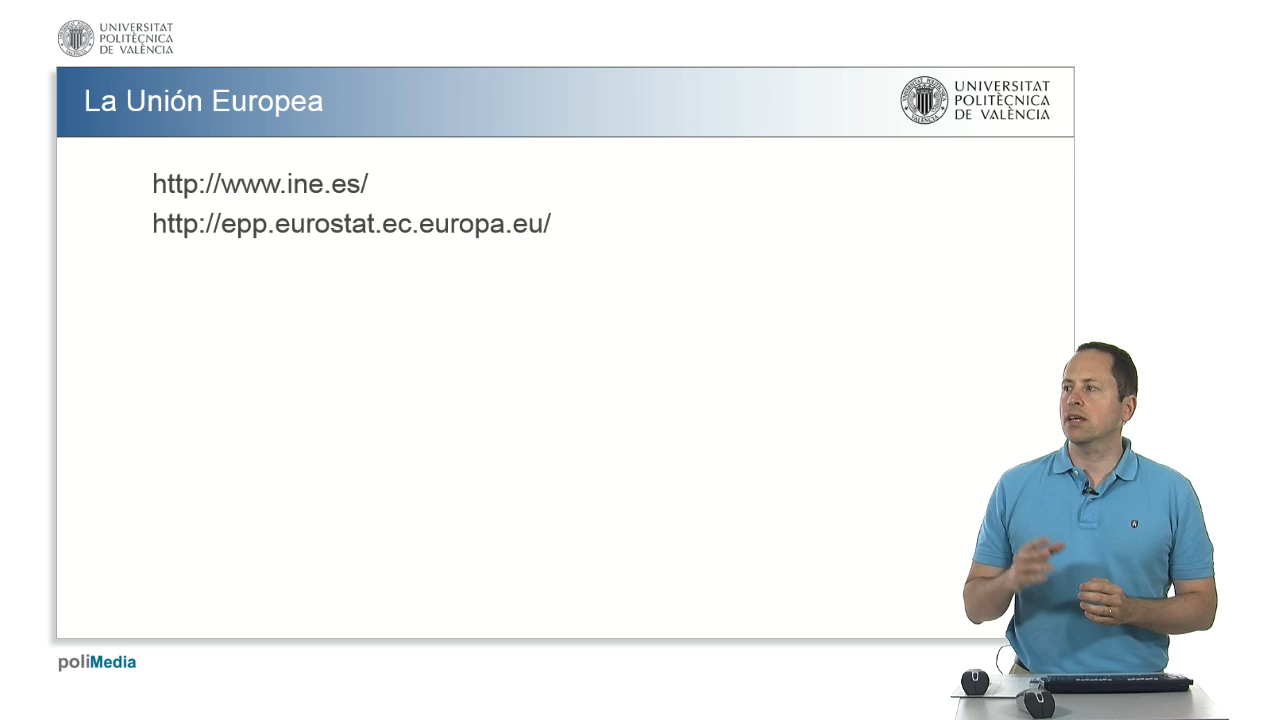 UNIVERSITAT
POLITÈCNICA
DE VALÈNCIA
La Unión Europea
UNIVERSITAT
POLITÈCNICA
DE VALÈNCIA
http://www.ine.es/
http://epp.eurostat.ec.europa.eu/
poliMedia